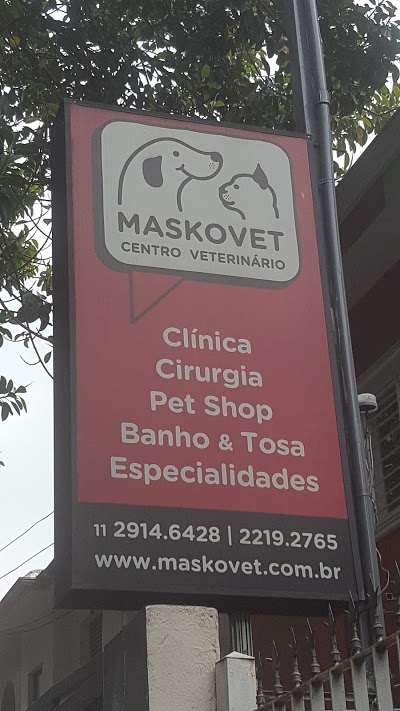 MASKOVET
CENTRO VETERINÁRIO
Clínica
Cirurgia
Pet Shop
Banho & Tosa
Especialidades
11 2914.6428 | 2219.2765
www.maskovet.com.br